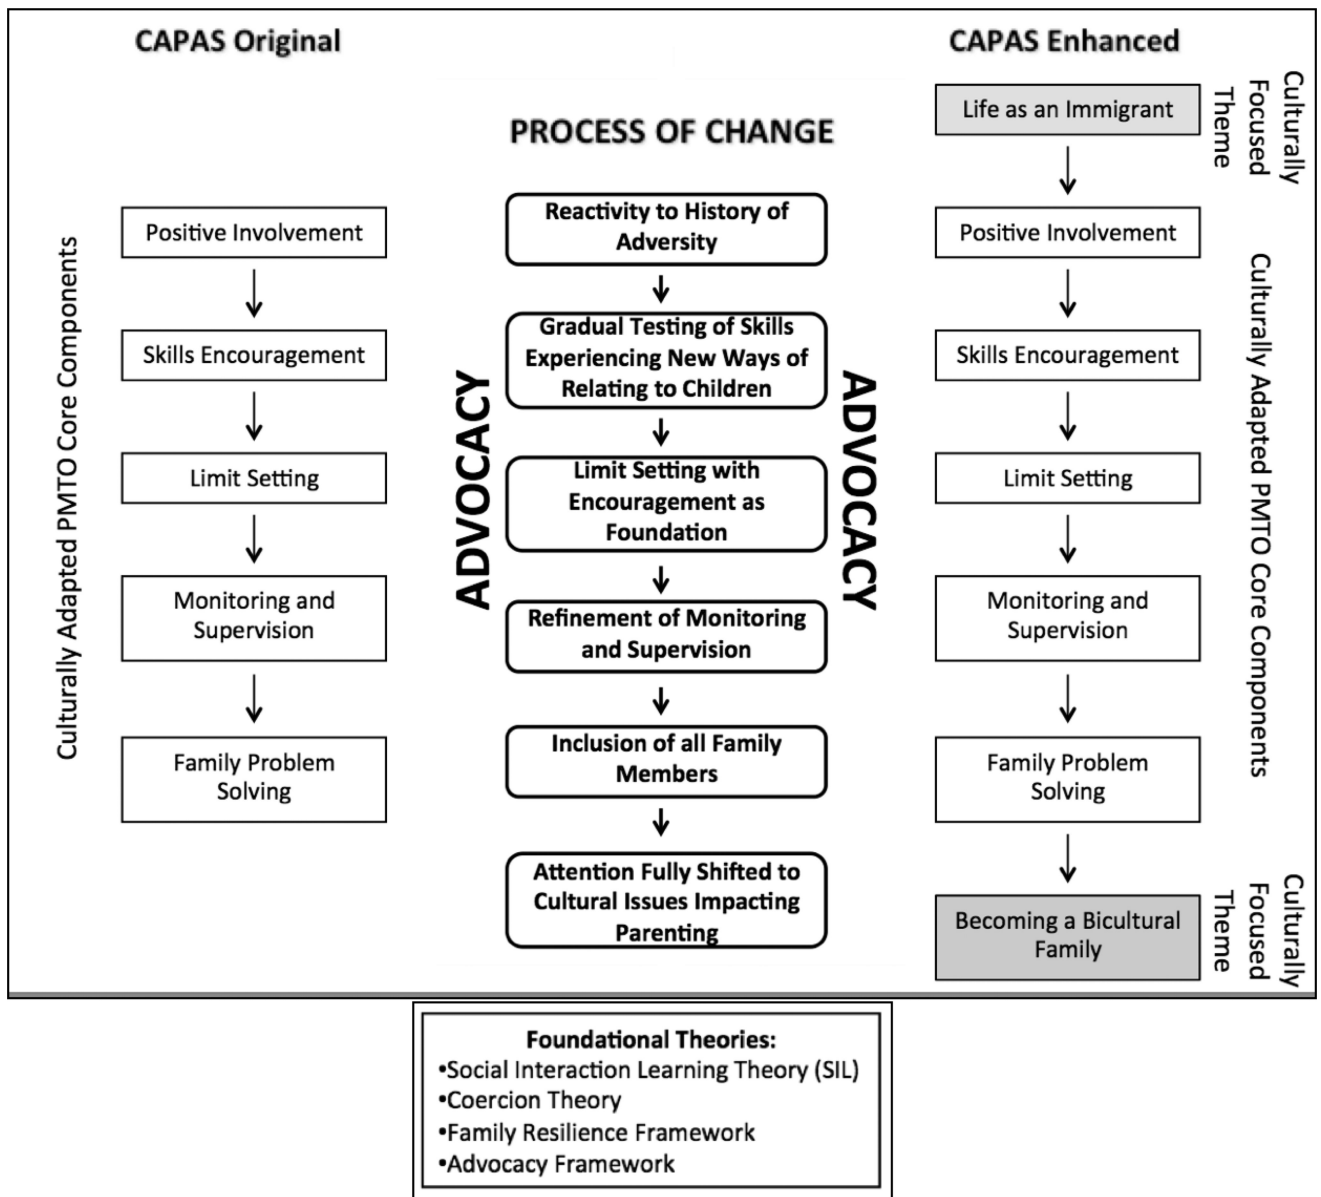 CAPAS Original
Culturally Adapted PMTO Core Components
Positive Involvement
Skills Encouragement
Limit Setting
Monitoring and
Supervision
Family Problem
Solving
PROCESS OF CHANGE
ADVOCACY
Reactivity to History of
Adversity
Gradual Testing of Skills
Experiencing New Ways of
Relating to Children
Limit Setting with
Encouragement as
Foundation
Refinement of Monitoring
and Supervision
Inclusion of all Family
Members
Attention Fully Shifted to
Cultural Issues Impacting
Parenting
ADVOCACY
CAPAS Enhanced
Life as an Immigrant
Culturally
Focused
Theme
Positive Involvement
Skills Encouragement
Limit Setting
Monitoring and
Supervision
Family Problem
Solving
Culturally Adapted PMTO Core Components
Becoming a Bicultural
Family
Culturally
Focused
Theme
Foundational Theories:
•Social Interaction Learning Theory (SIL)
•Coercion Theory
•Family Resilience Framework
•Advocacy Framework